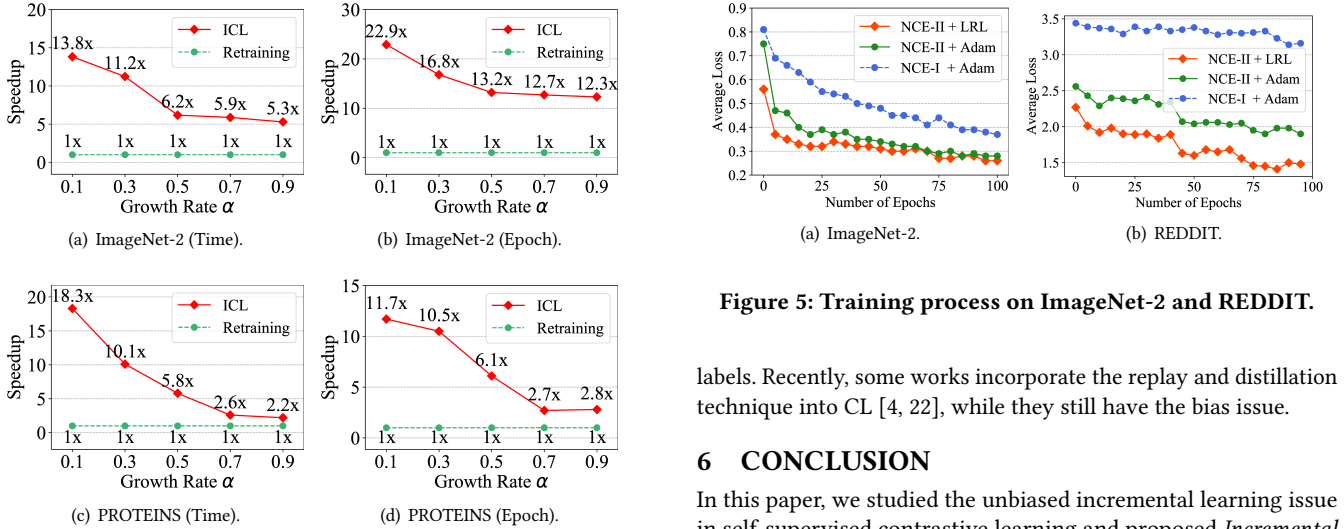 20
15
10
5
0
Speedup
13.8x
11.2x
6.2x
5.9x
5.3x
1x
1x
1x
1x
1x
ICL
Retraining
0.1
0.3
0.5
0.7
0.9
Growth Rate α
(a) ImageNet-2 (Time).
30
20
10
0
Speedup
22.9x
16.8x
13.2x
12.7x
12.3x
1x
1x
1x
1x
1x
ICL
Retraining
0.1
0.3
0.5
0.7
0.9
Growth Rate α
(b) ImageNet-2 (Epoch).
20
15
10
5
0
Speedup
18.3x
10.1x
5.8x
2.6x
2.2x
1x
1x
1x
1x
1x
ICL
Retraining
0.1
0.3
0.5
0.7
0.9
Growth Rate α
(c) PROTEINS (Time).
15
10
5
0
Speedup
11.7x
10.5x
6.1x
2.7x
2.8x
1x
1x
1x
1x
1x
ICL
Retraining
0.1
0.3
0.5
0.7
0.9
Growth Rate α
(d) PROTEINS (Epoch).
0.9
0.8
0.7
0.6
0.5
0.4
0.3
0.2
Average Loss
NCE-II + LRL
NCE-II + Adam
NCE-I + Adam
0
25
50
75
100
Number of Epochs
(a) ImageNet-2.
3.5
3.0
2.5
2.0
1.5
Average Loss
NCE-II + LRL
NCE-II + Adam
NCE-I + Adam
0
25
50
75
100
Number of Epochs
(b) REDDIT.
Figure 5: Training process on ImageNet-2 and REDDIT.
labels. Recently, some works incorporate the replay and distillation
technique into CL [4, 22], while they still have the bias issue.
6 CONCLUSION
In this paper, we studied the unbiased incremental learning issue
in self-supervised contrastive learning and proposed Incremental